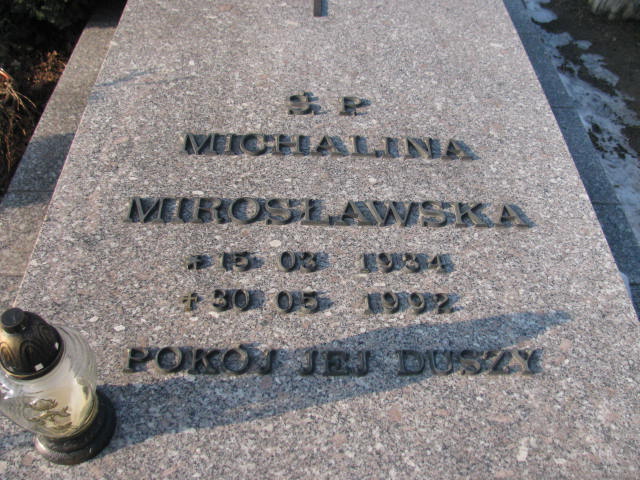 Ś. P.
MICHALINA
MIROSŁAWSKA
* 15 03 1934
+ 30 05 1992
POKÓJ JEJ DUSZY